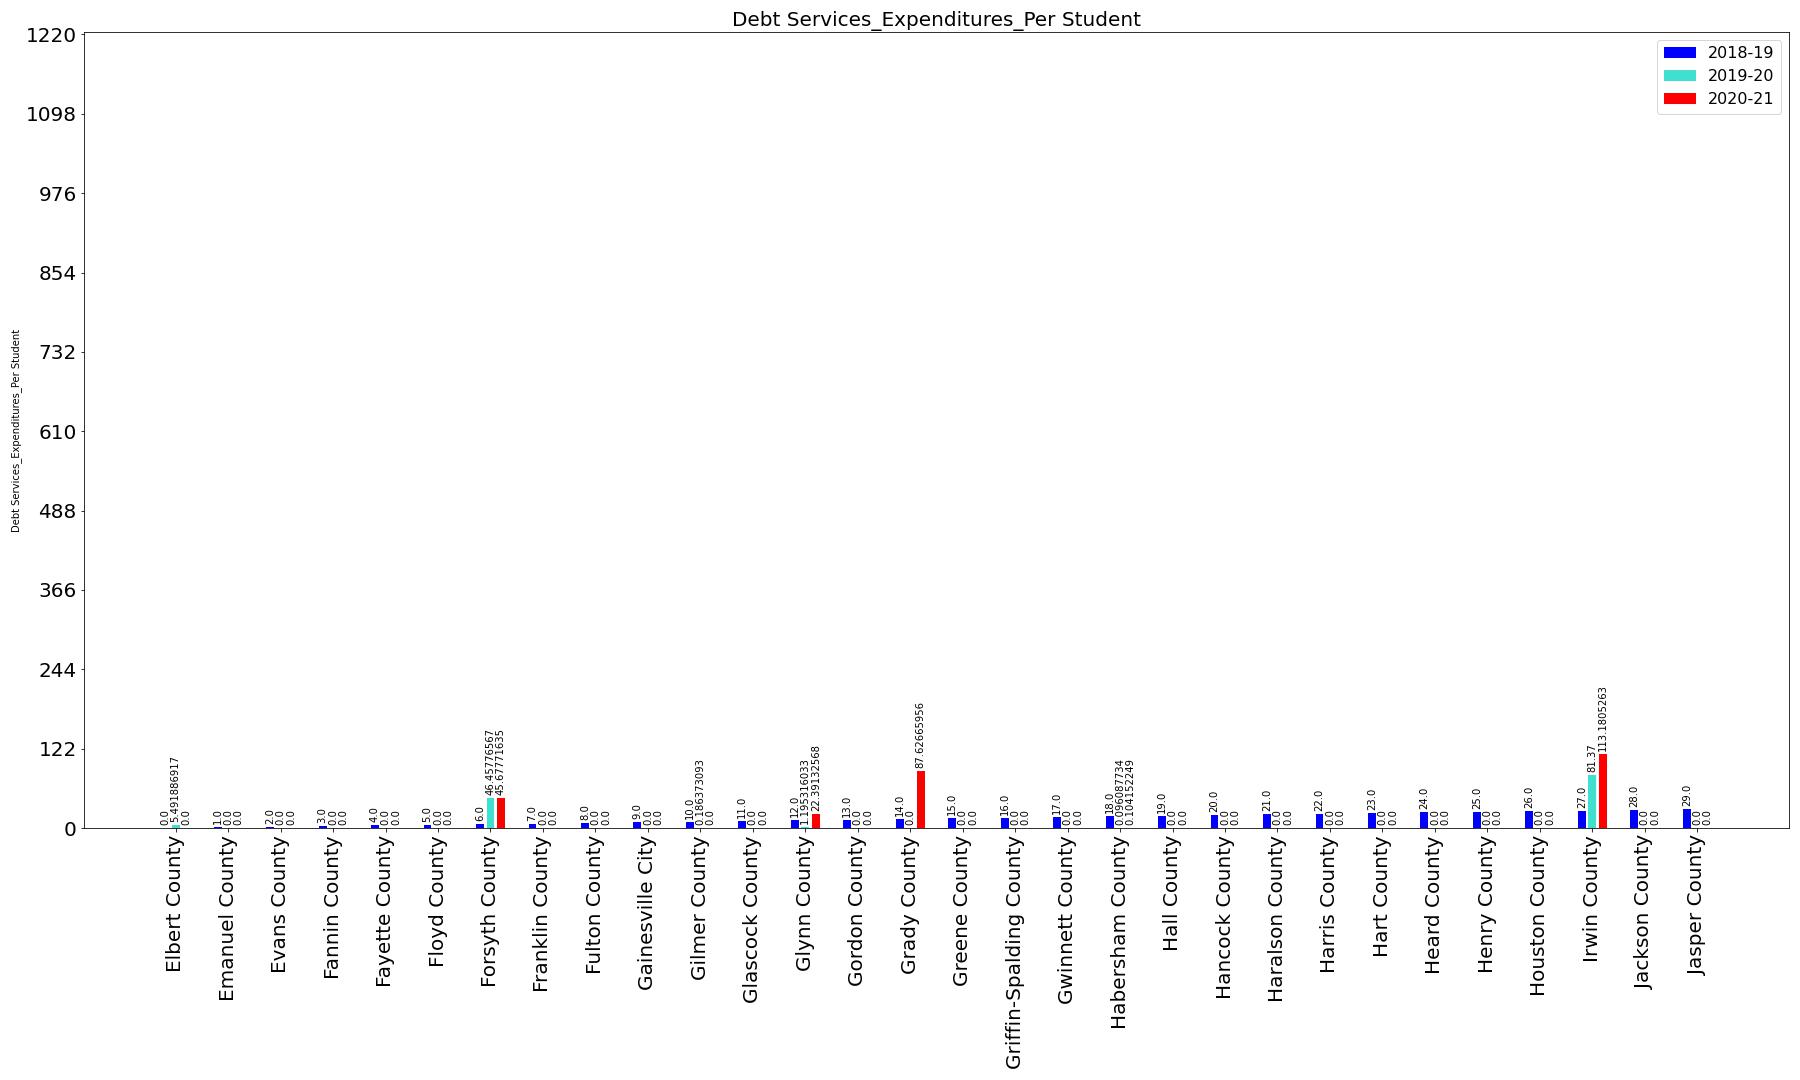 Debt Services_Expenditures_Per Student
2018-19
2019-20
2020-21
Debt Services_Expenditures_Per Student
1220
1098
976
854
732
610
488
366
244
122
0
0.0 5.491886917 0.0
1.0 0.0 0.0
2.0 0.0 0.0
3.0 0.0 0.0
4.0 0.0 0.0
5.0 0.0 0.0
6.0 46.45776567 45.67771635
7.0 0.0 0.0
8.0 0.0 0.0
9.0 0.0 0.0
10.0 0.186373093 0.0
11.0 0.0 0.0
12.0 1.195316033 22.39132568
13.0 0.0 0.0
14.0 0.0 87.62665956
15.0 0.0 0.0
16.0 0.0 0.0
17.0 0.0 0.0
18.0 0.096087734 0.104152249
19.0 0.0 0.0
20.0 0.0 0.0
21.0 0.0 0.0
22.0 0.0 0.0
23.0 0.0 0.0
24.0 0.0 0.0
25.0 0.0 0.0
26.0 0.0 0.0
27.0 81.37 113.1805263
28.0 0.0 0.0
29.0 0.0 0.0
Elbert County
Emanuel County
Evans County
Fannin County
Fayette County
Floyd County
Forsyth County
Franklin County
Fulton County
Gainesville City
Gilmer County
Glascock County
Glynn County
Gordon County
Grady County
Greene County
Griffin-Spalding County
Gwinnett County
Habersham County
Hall County
Hancock County
Haralson County
Harris County
Hart County
Heard County
Henry County
Houston County
Irwin County
Jackson County
Jasper County